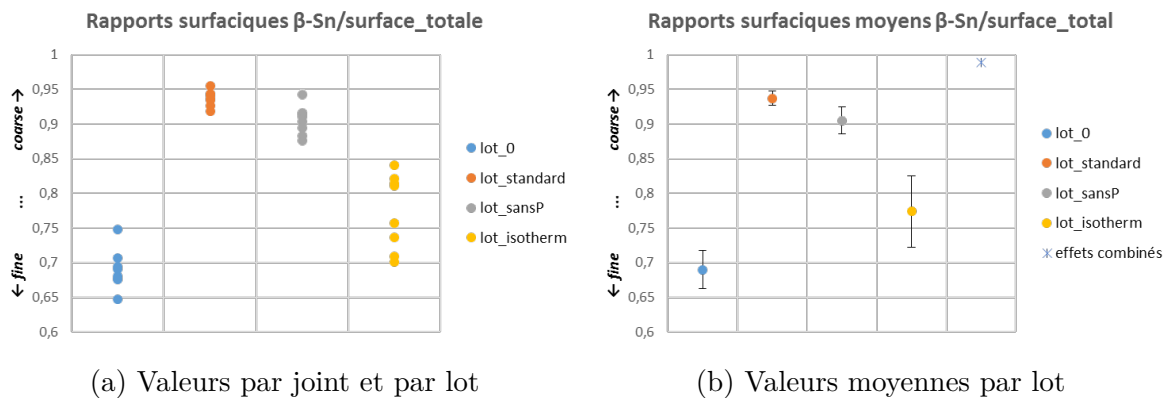 Rapports surfaciques β-Sn/surface_totale
1
0,95
0,9
0,85
0,8
0,75
0,7
0,65
0,6
coarse →
...
← fine
lot_0
lot_standard
lot_sansP
lot_isotherm
(a) Valeurs par joint et par lot
Rapports surfaciques moyens β-Sn/surface_total
1
0,95
0,9
0,85
0,8
0,75
0,7
0,65
0,6
coarse →
...
← fine
lot_0
lot_standard
lot_sansP
lot_isotherm
effets combinés
(b) Valeurs moyennes par lot